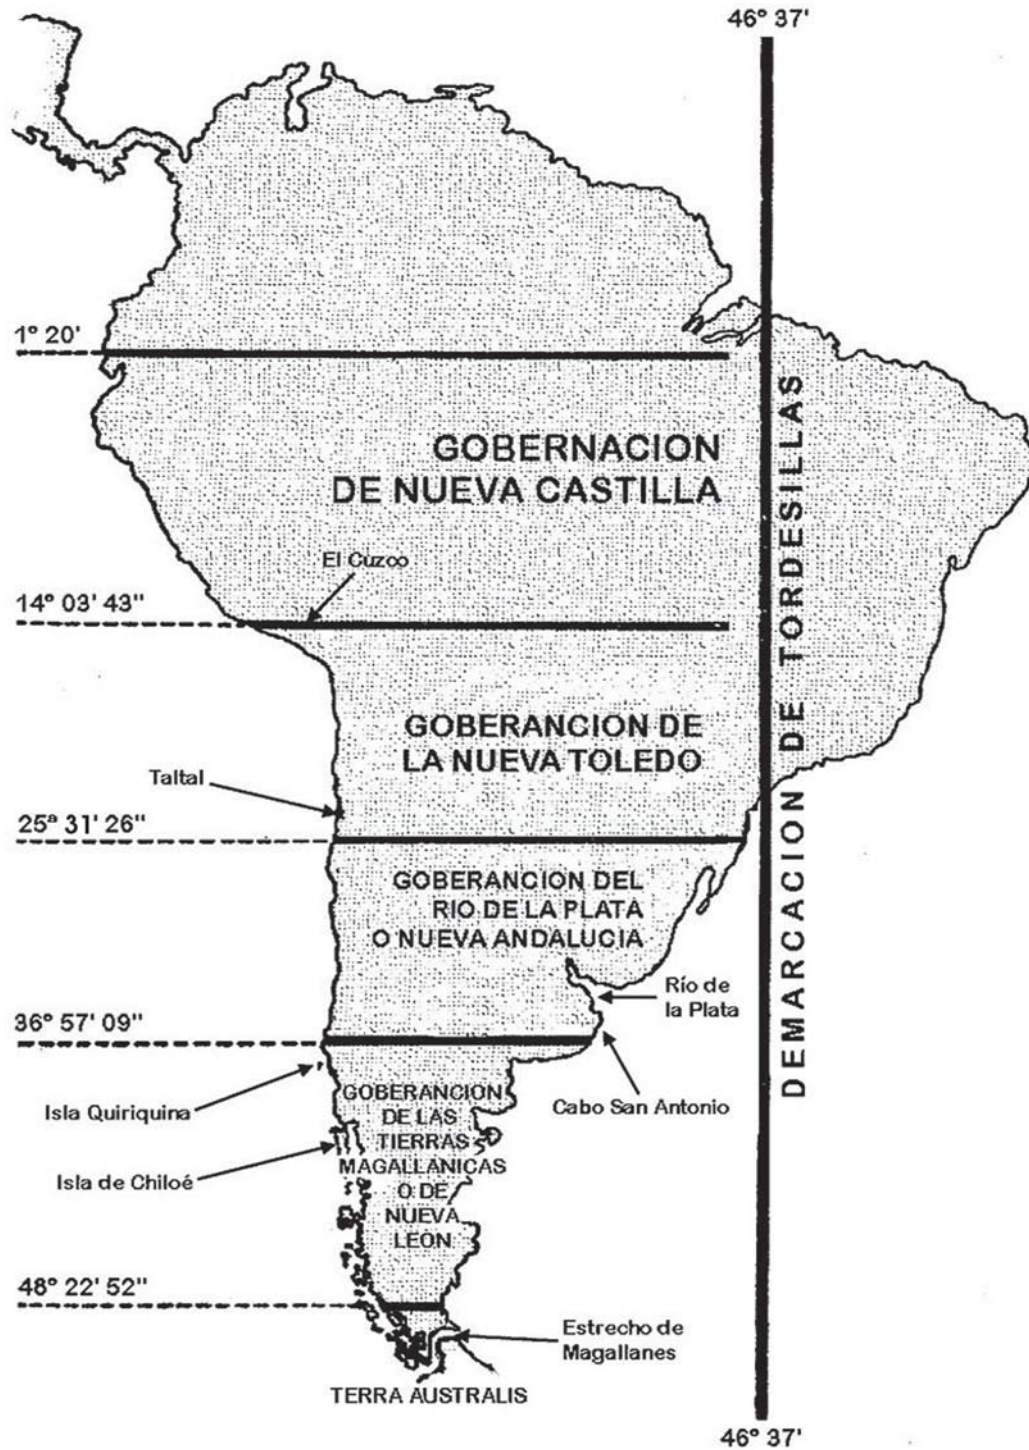 46° 37'
1° 20'
GOBERNACION
DE NUEVA CASTILLA
El Cuzco
14° 03' 43"
GOBERANCION DE
LA NUEVA TOLEDO
Taltal
25ª 31' 26"
GOBERANCION DEL
RIO DE LA PLATA
O NUEVA ANDALUCIA
Río de
la Plata
36° 57' 09"
Isla Quiriquina
GOBERANCION
DE LAS
TIERRAS
MAGALLANICAS
O DE
NUEVA
LEON
Cabo San Antonio
Isla de Chiloé
48° 22' 52"
Estrecho de
Magallanes
TERRA AUSTRALIS
DEMARCACION DE TORDESILLAS
46° 37'